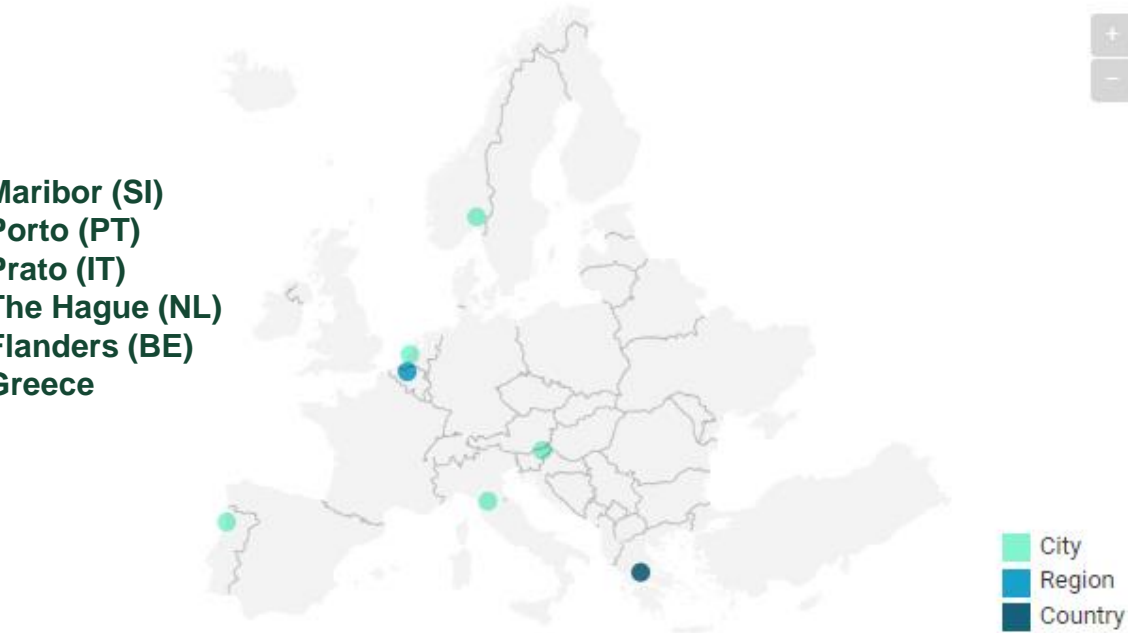 Maribor (SI)
Porto (PT)
Prato (IT)
The Hague (NL)
Flanders (BE)
Greece
+
−
City
Region
Country